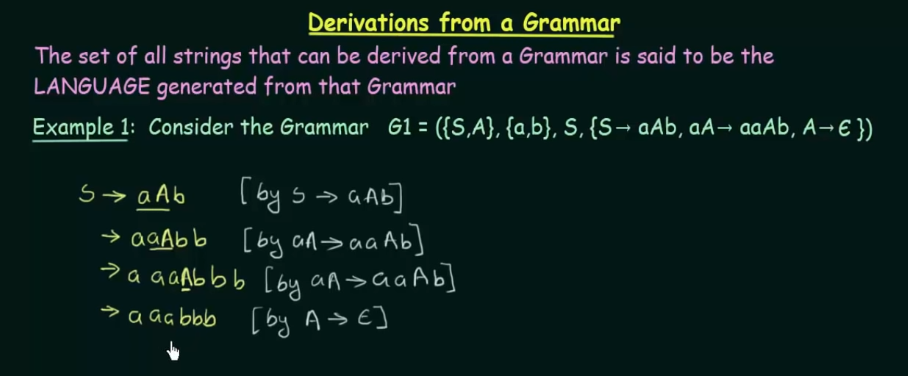 Derivations from a Grammar
The set of all strings that can be derived from a Grammar is said to be the
LANGUAGE generated from that Grammar
Example 1: Consider the Grammar G1 = ({S,A}, {a,b}, S, {S→ aAb, aA→ aaAb, A→ϵ })
S → aAb [by S → aAb]
→ aaAbb [by aA→aaAb]
→ a aaAbbb [by aA→aaAb]
→ aaabbb [by A → ϵ]